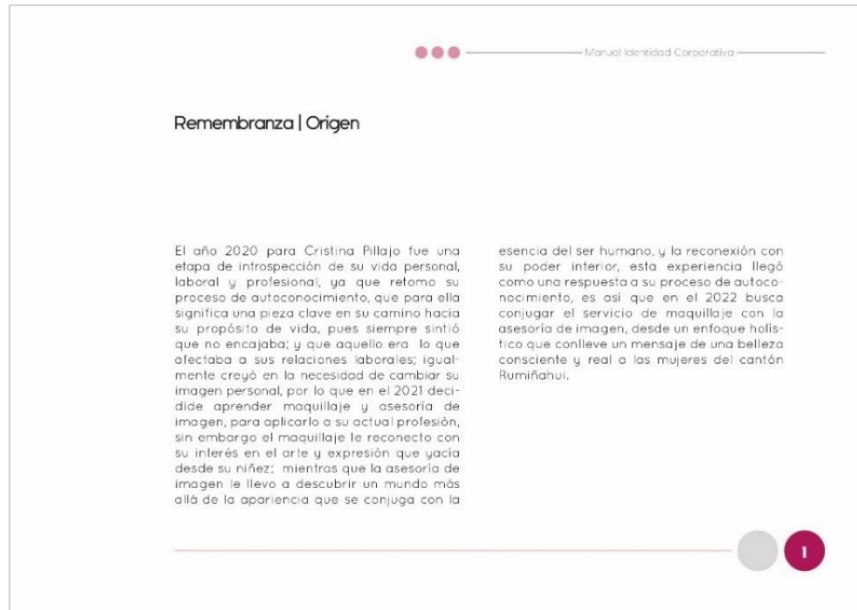 Manual Identidad Corporativa
Remembranza | Origen
El año 2020 para Cristina Pillajo fue una
etapa de introspección de su vida personal,
laboral y profesional, ya que retomo su
proceso de autoconocimiento, que para ella
significa una pieza clave en su camino hacia
su propósito de vida, pues siempre sintió
que no encajaba; y que aquello era lo que
afectaba a sus relaciones laborales; igual-
mente creyó en la necesidad de cambiar su
imagen personal, por lo que en el 2021 deci-
dide aprender maquillaje y asesoría de
imagen, para aplicarlo a su actual profesión,
sin embargo el maquillaje le reconecto con
su interés en el arte y expresión que yacía
desde su niñez; mientras que la asesoría de
imagen le llevo a descubrir un mundo más
allá de la apariencia que se conjuga con la
esencia del ser humano, y la reconexión con
su poder interior, esta experiencia llegó
como una respuesta a su proceso de autoco-
nocimiento, es así que en el 2022 busca
conjugar el servicio de maquillaje con la
asesoría de imagen, desde un enfoque holís-
tico que conlleve un mensaje de una belleza
consciente y real a las mujeres del cantón
Rumiñahui.
1